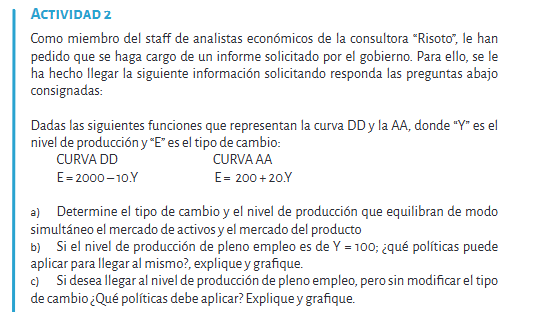 ACTIVIDAD 2
Como miembro del staff de analistas económicos de la consultora “Risoto”, le han
pedido que se haga cargo de un informe solicitado por el gobierno. Para ello, se le
ha hecho llegar la siguiente información solicitando responda las preguntas abajo
consignadas:
Dadas las siguientes funciones que representan la curva DD y la AA, donde “Y” es el
nivel de producción y “E” es el tipo de cambio:
CURVA DD CURVA AA
E = 2000 – 10.Y E = 200 + 20.Y
a) Determine el tipo de cambio y el nivel de producción que equilibran de modo
simultáneo el mercado de activos y el mercado del producto
b) Si el nivel de producción de pleno empleo es de Y = 100; ¿qué políticas puede
aplicar para llegar al mismo?, explique y grafique.
c) Si desea llegar al nivel de producción de pleno empleo, pero sin modificar el tipo
de cambio ¿Qué políticas debe aplicar? Explique y grafique.